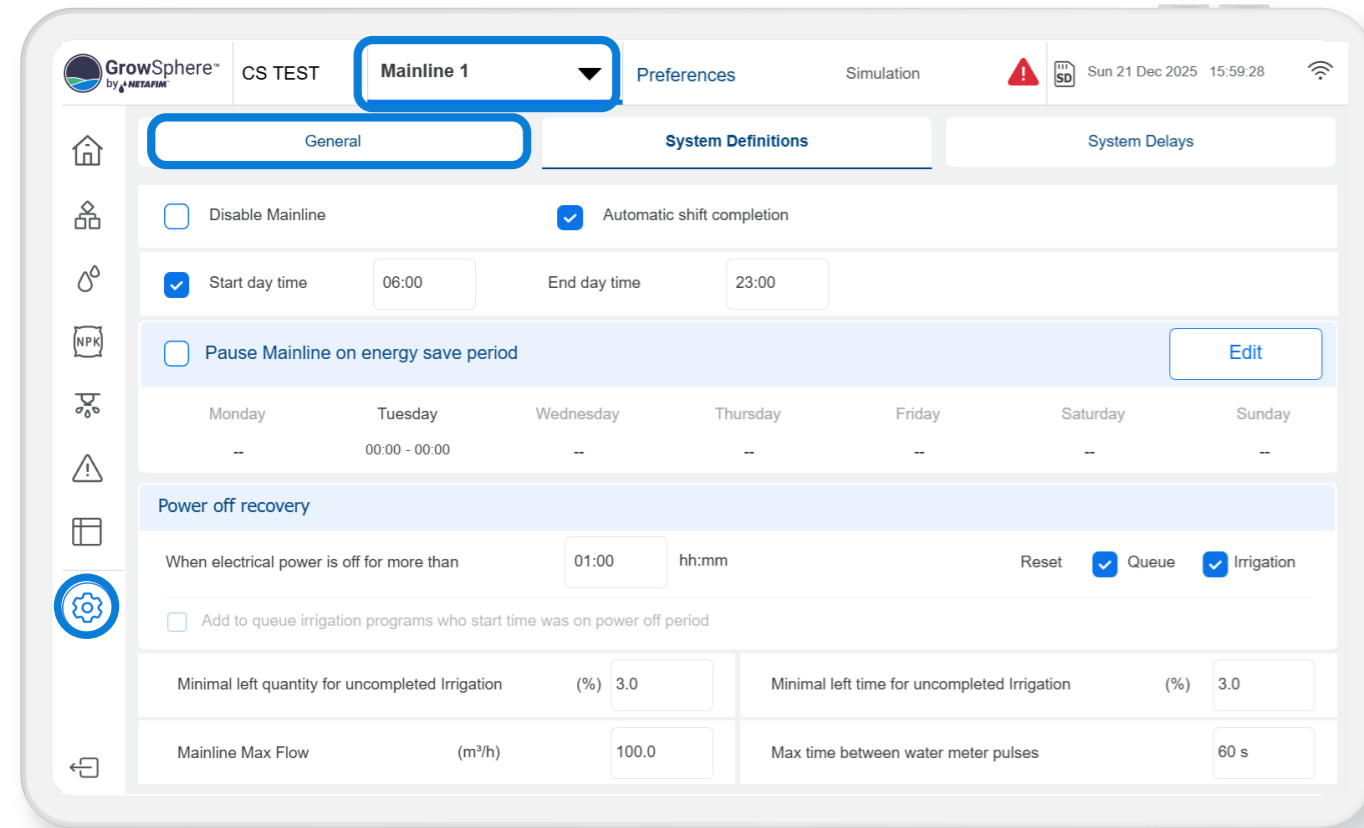 GrowSphere™
by NETAFIM™
CS TEST
Mainline 1
Preferences
Simulation
SD
Sun 21 Dec 2025 15:59:28
General
System Definitions
System Delays
Disable Mainline
Automatic shift completion
Start day time
06:00
End day time
23:00
NPK
Pause Mainline on energy save period
Edit
Monday Tuesday Wednesday Thursday Friday Saturday Sunday
-- 00:00 - 00:00 -- -- -- -- --
Power off recovery
When electrical power is off for more than 01:00 hh:mm Reset Queue Irrigation
Add to queue irrigation programs who start time was on power off period
Minimal left quantity for uncompleted Irrigation (%) 3.0
Minimal left time for uncompleted Irrigation (%) 3.0
Mainline Max Flow (m³/h) 100.0
Max time between water meter pulses 60 s